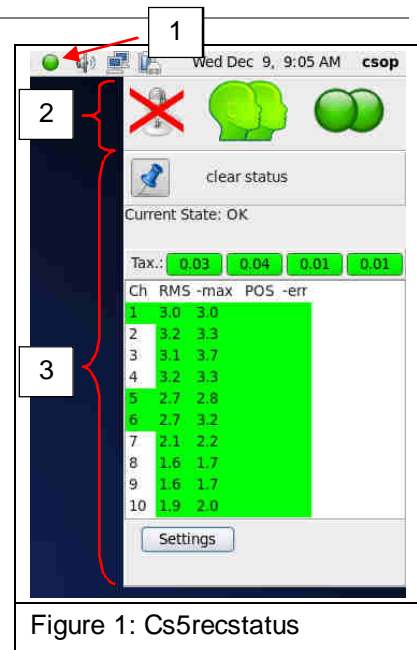 1
Wed Dec 9, 9:05 AM csop
2
clear status
Current State: OK
Tax.: 0.03 0.04 0.01 0.01
Ch RMS -max POS -err
1 3.0 3.0
2 3.2 3.3
3 3.1 3.7
3
4 3.2 3.3
5 2.7 2.8
6 2.7 3.2
7 2.1 2.2
8 1.6 1.7
9 1.6 1.7
10 1.9 2.0
Settings
Figure 1: Cs5recstatus